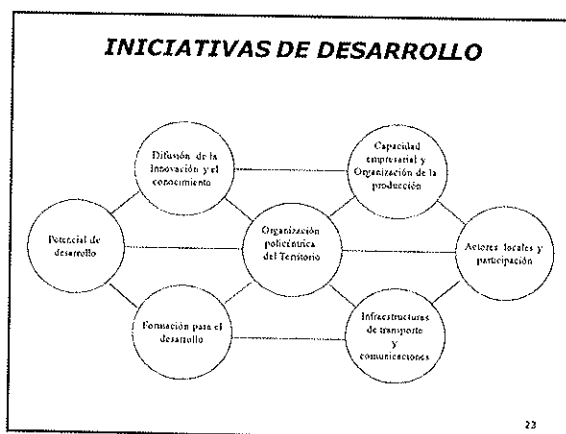 INICIATIVAS DE DESARROLLO
Difusión de la
Innovación y el
conocimiento
Capacidad
empresarial y
Organización de la
producción
Potencial de
desarrollo
Organización
policéntrica
del Territorio
Actores locales y
participación
Formación para el
desarrollo
Infraestructuras
de transporte
y
comunicaciones
23